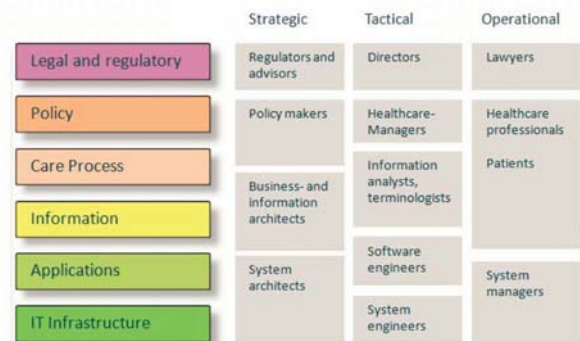 Strategic
Tactical
Operational
Legal and regulatory
Regulators and
advisors
Directors
Lawyers
Policy
Policy makers
Healthcare-
Managers
Healthcare
professionals
Patients
Care Process
Information
analysts,
terminologists
Business- and
information
architects
Information
Applications
System
architects
Software
engineers
System
managers
IT Infrastructure
System
engineers